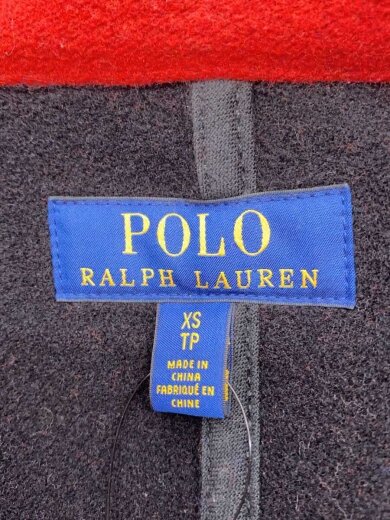 POLO
RALPH LAUREN
XS
TP
MADE IN
CHINA
FABRIQUÉ EN
CHINE